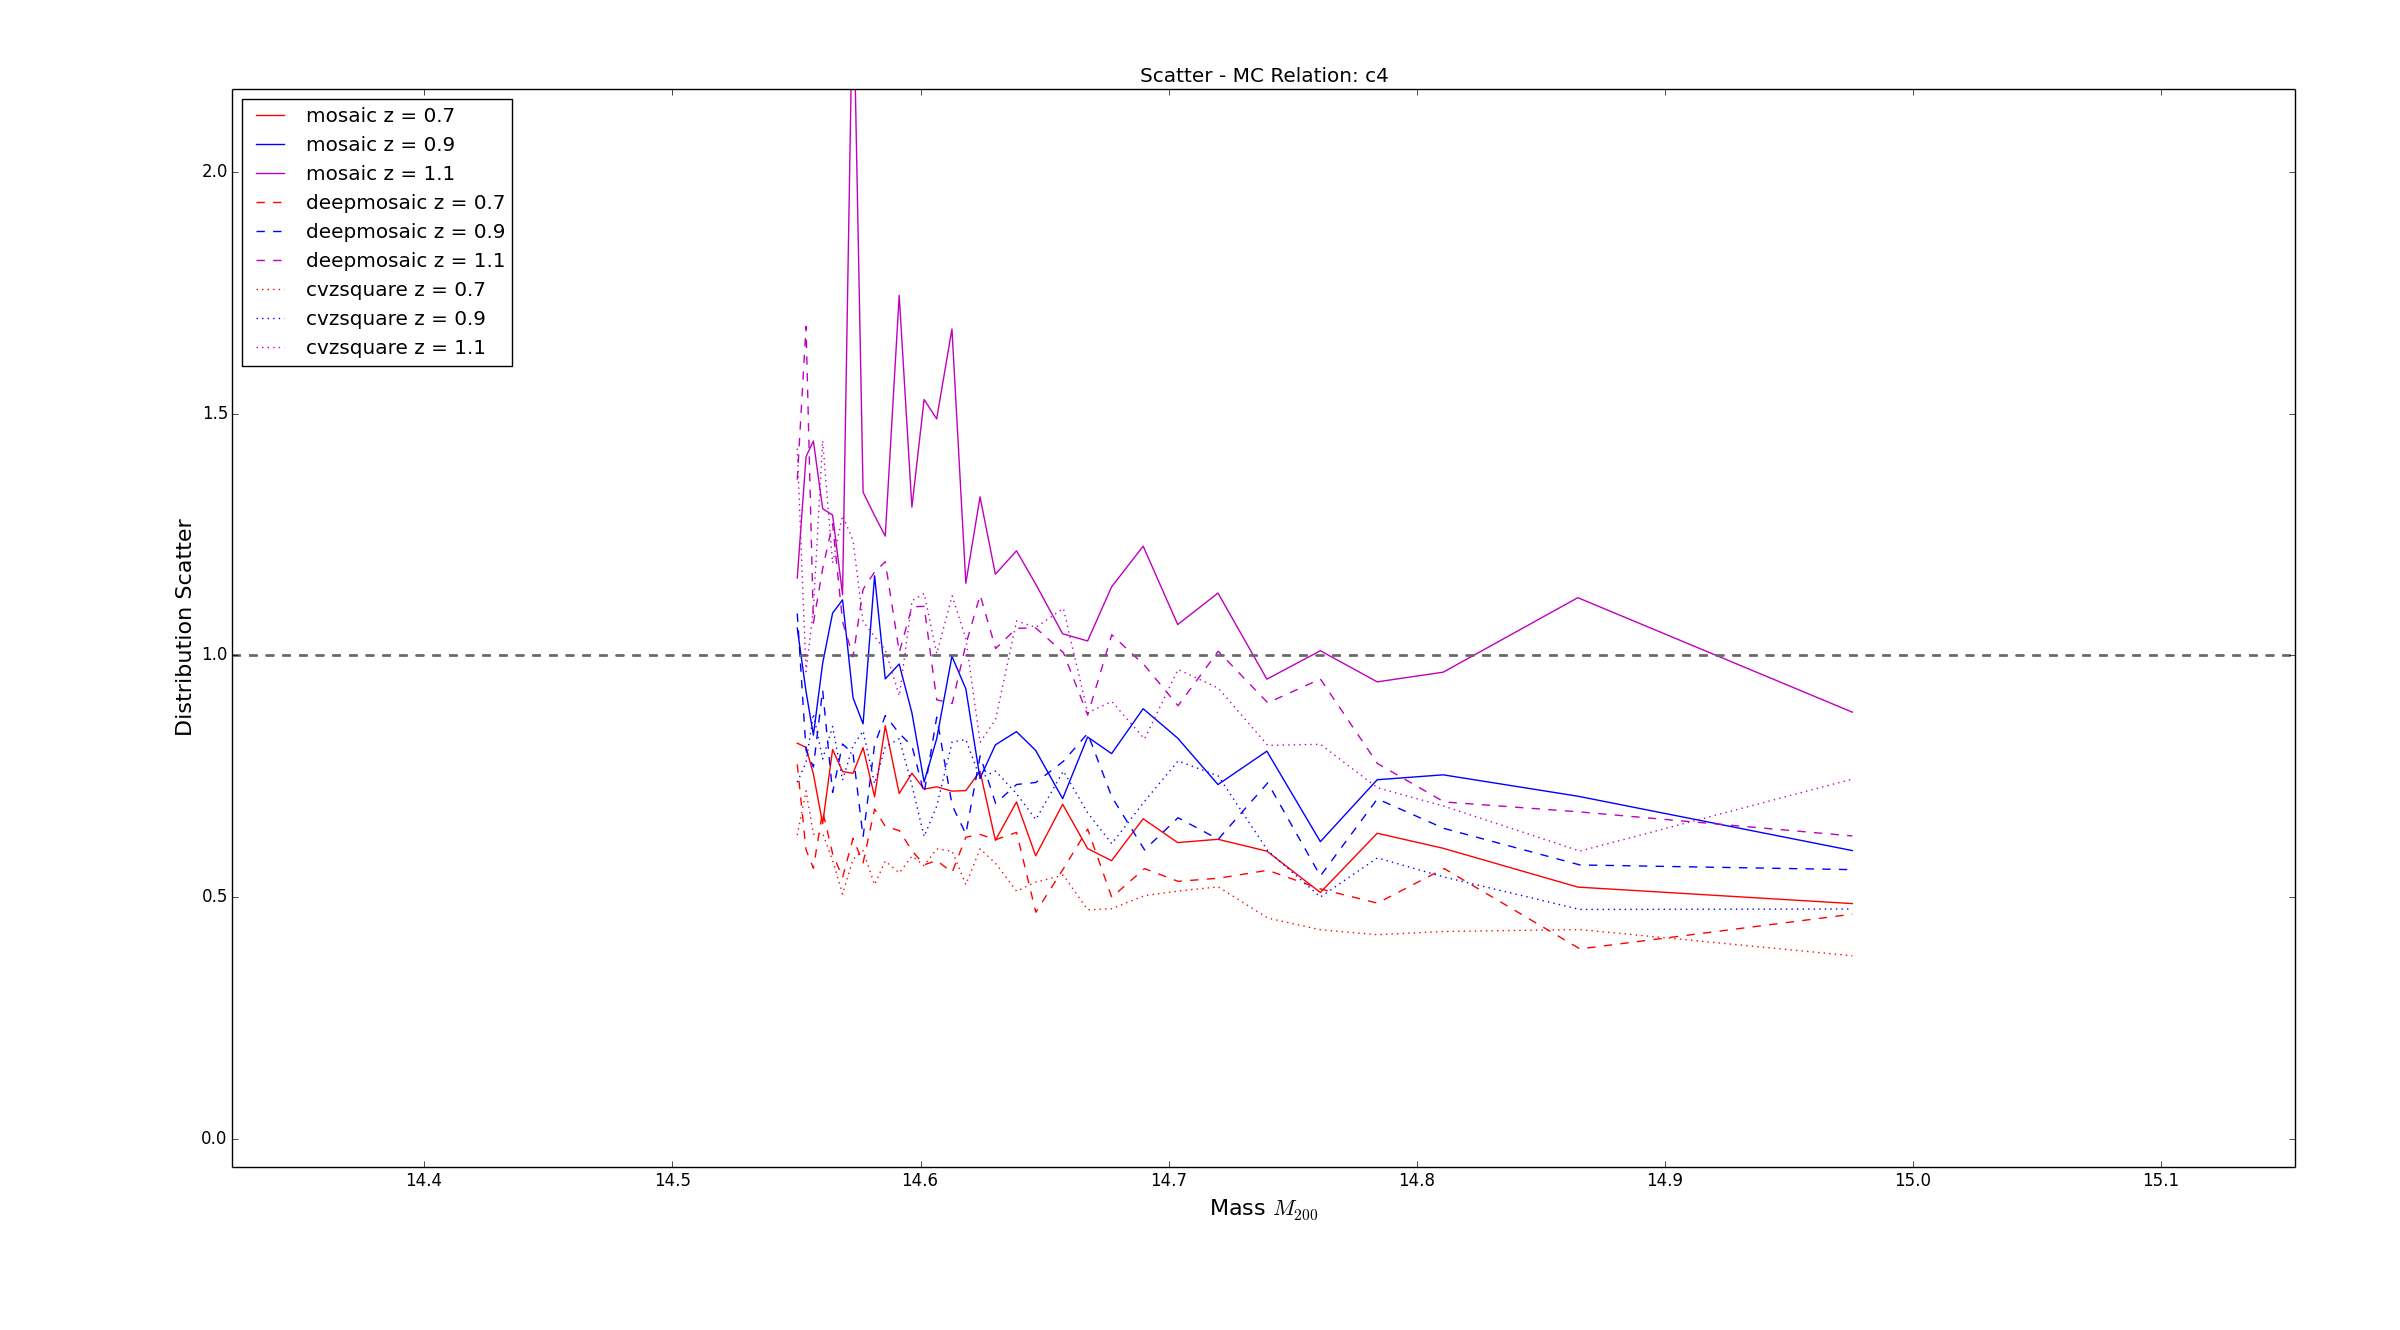 Scatter - MC Relation: c4
mosaic z = 0.7
mosaic z = 0.9
mosaic z = 1.1
deepmosaic z = 0.7
deepmosaic z = 0.9
deepmosaic z = 1.1
cvzsquare z = 0.7
cvzsquare z = 0.9
cvzsquare z = 1.1
2.0
1.5
1.0
0.5
0.0
Distribution Scatter
14.4 14.5 14.6 14.7 14.8 14.9 15.0 15.1
Mass M_{200}